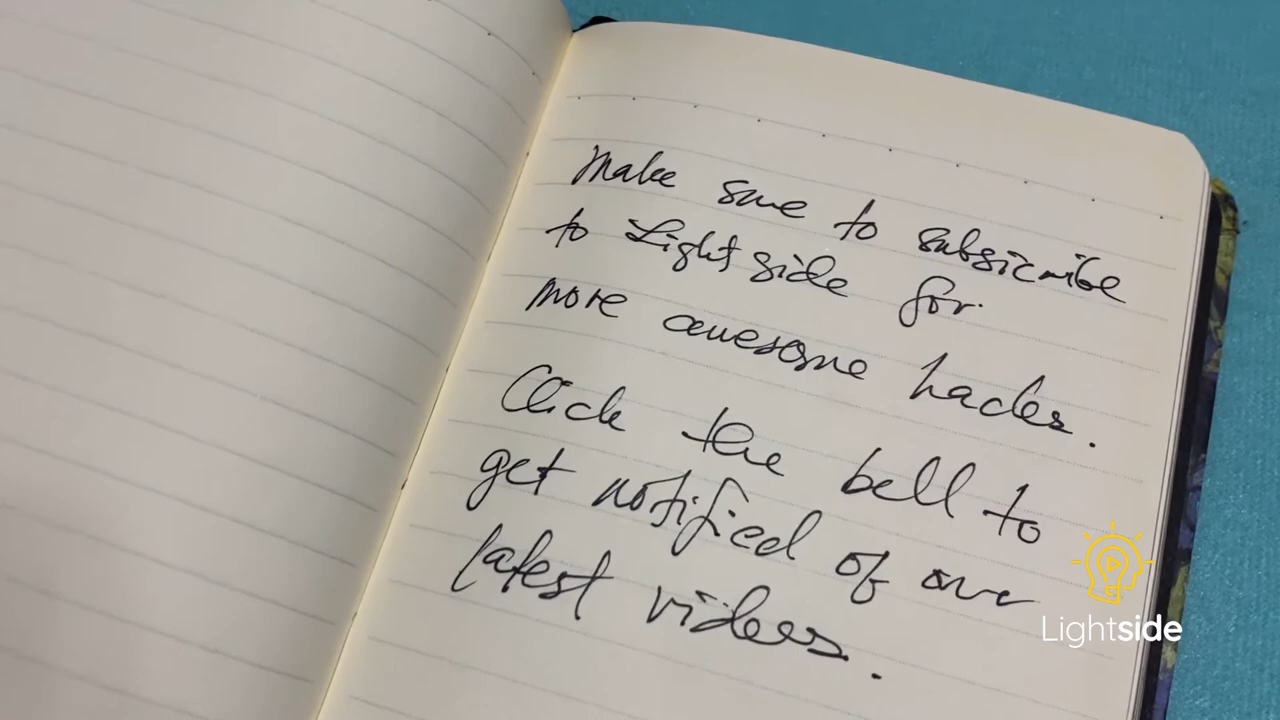 Make sure to subsicribe
to Lightside for
more awesome hacks.
Click the bell to
get notified of our
latest videos.
Lightside